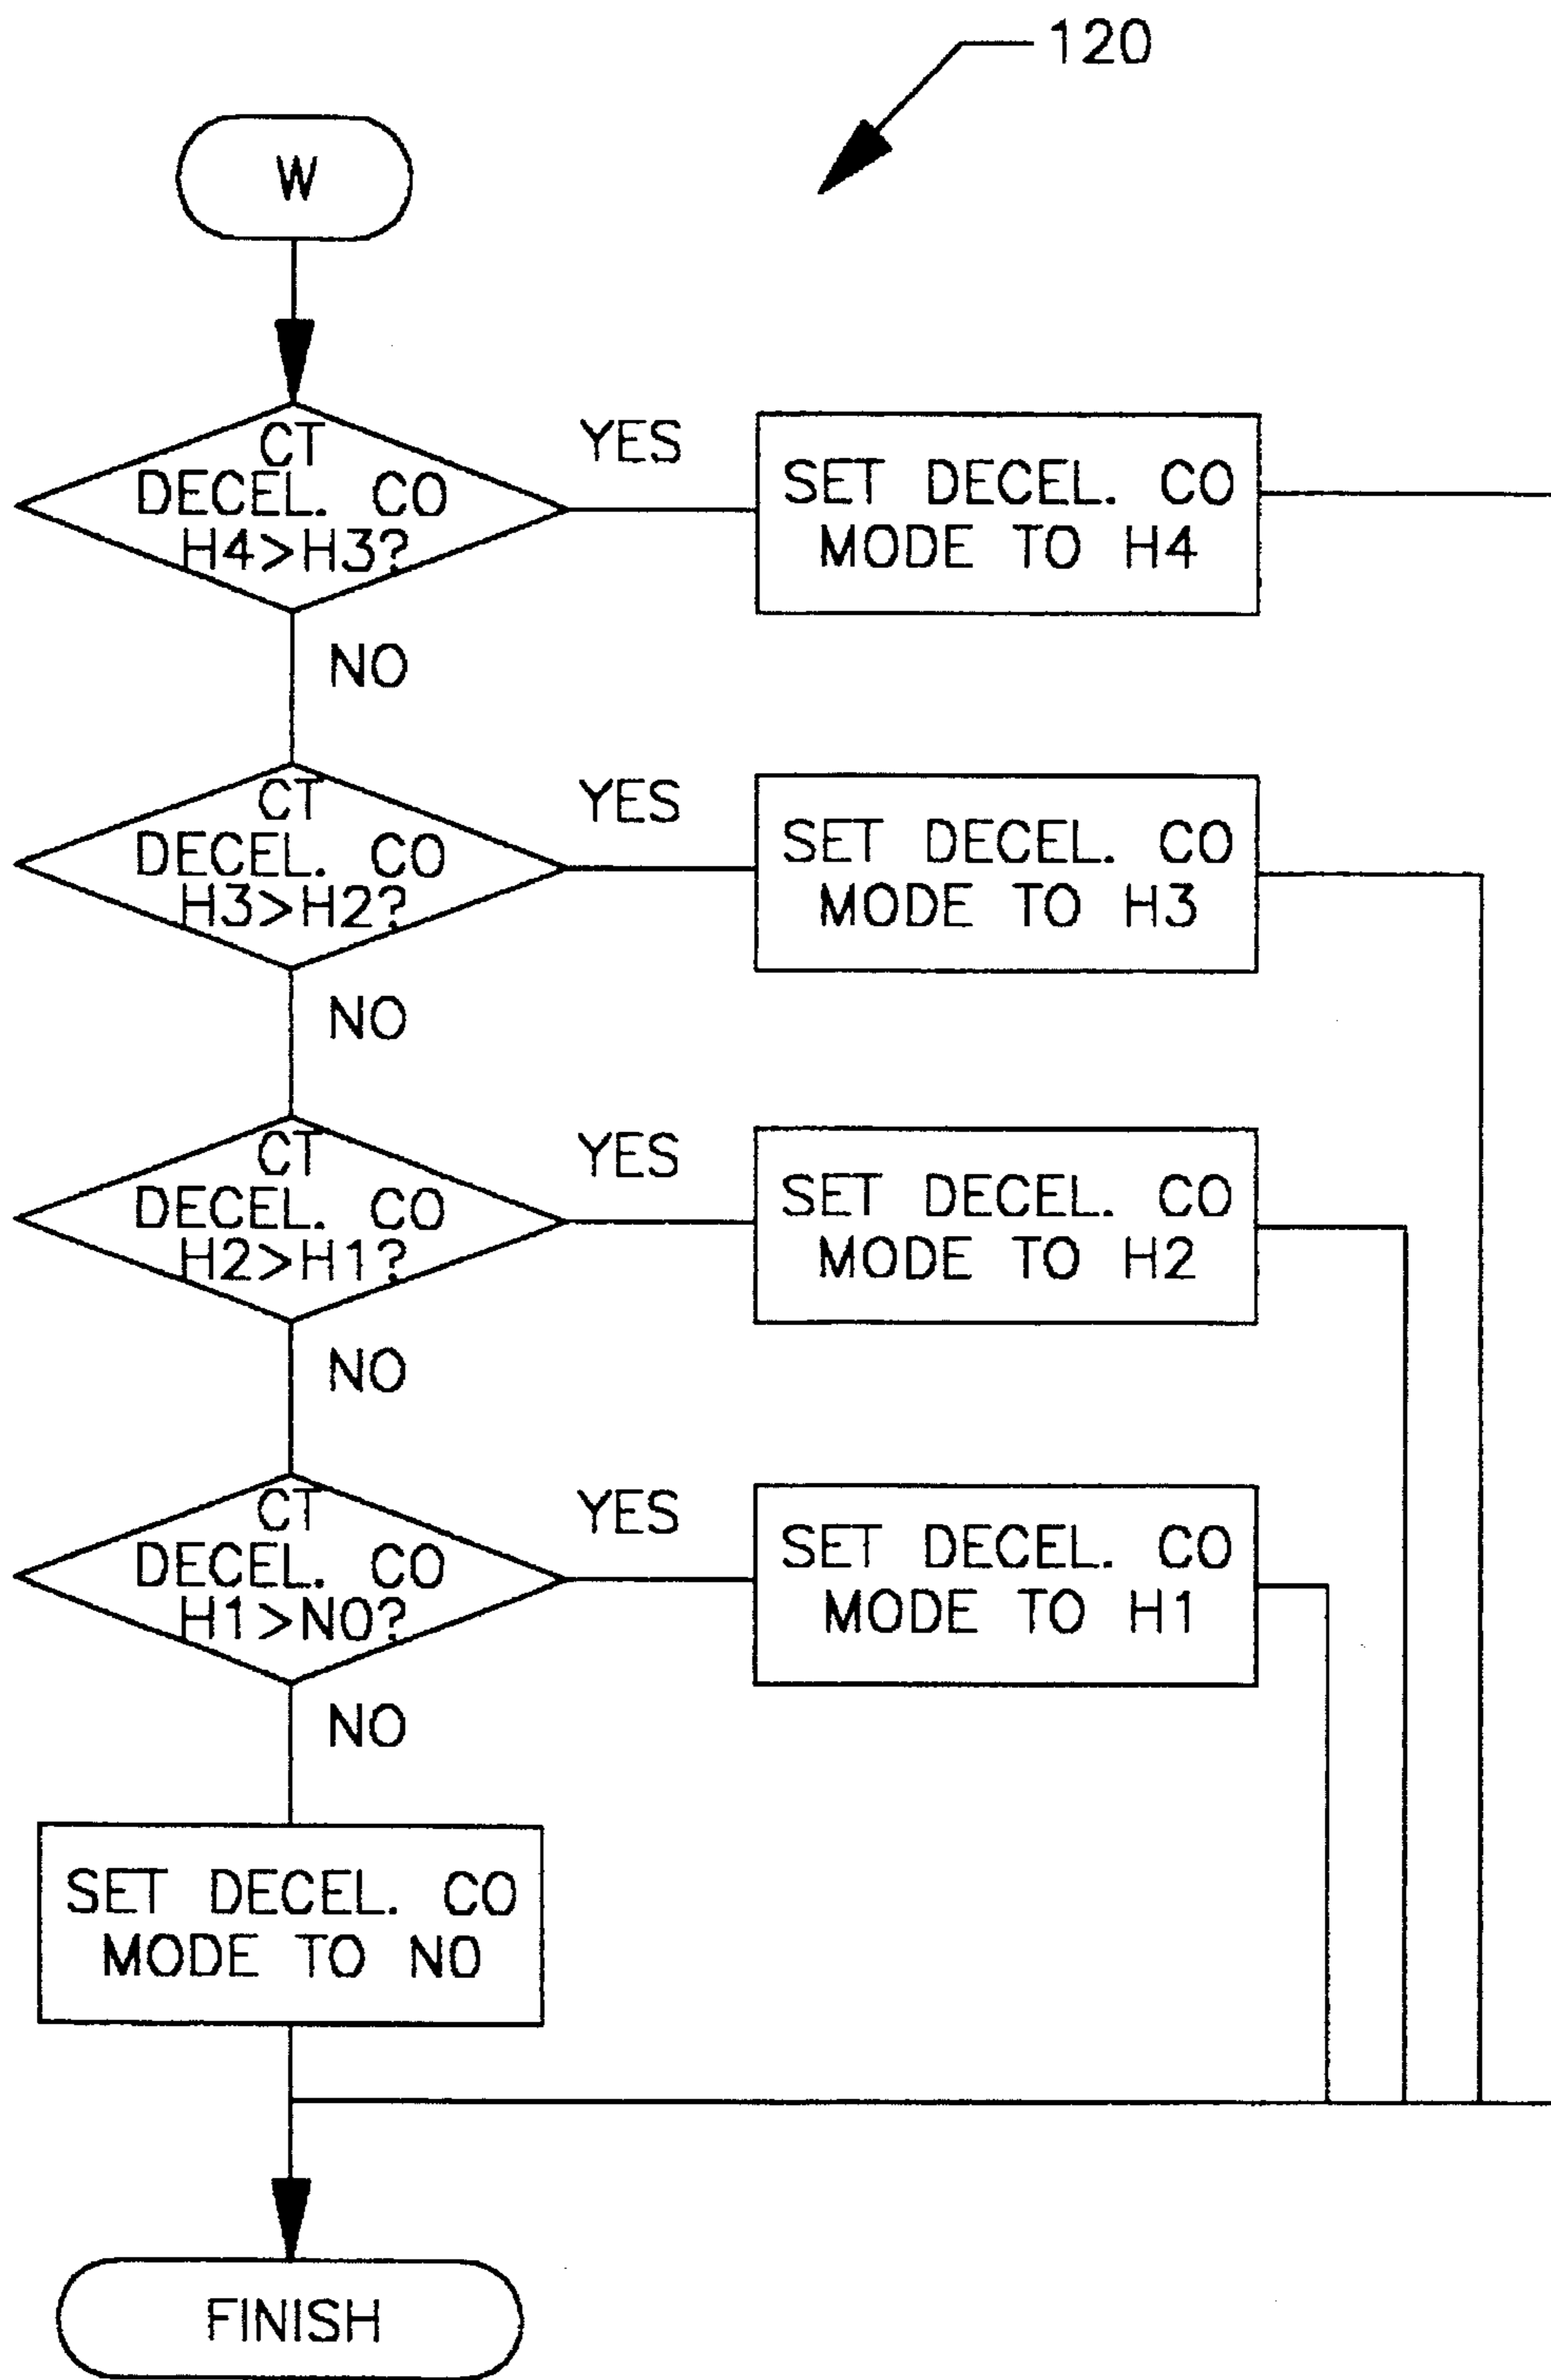 120
W
CT
DECEL. CO
H4>H3?
YES
SET DECEL. CO
MODE TO H4
NO
CT
DECEL. CO
H3>H2?
YES
SET DECEL. CO
MODE TO H3
NO
CT
DECEL. CO
H2>H1?
YES
SET DECEL. CO
MODE TO H2
NO
CT
DECEL. CO
H1>NO?
YES
SET DECEL. CO
MODE TO H1
NO
SET DECEL. CO
MODE TO NO
FINISH